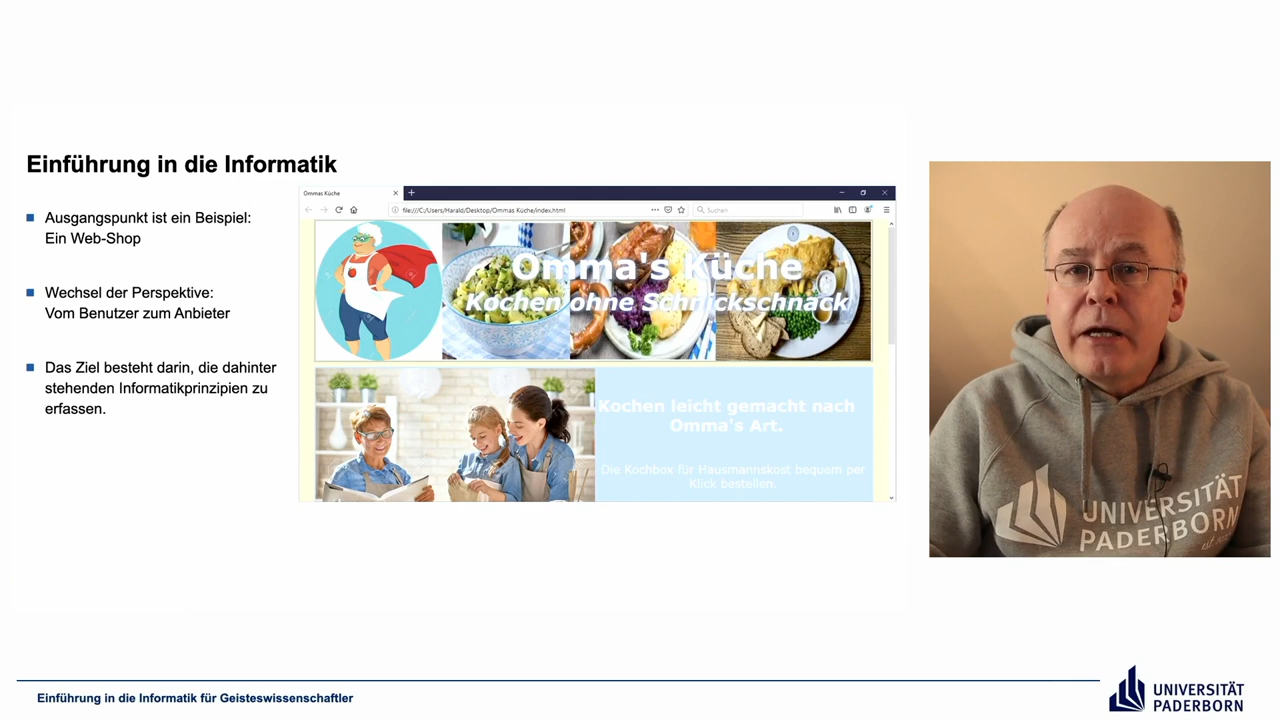 Einführung in die Informatik
Ausgangspunkt ist ein Beispiel:
Ein Web-Shop
Wechsel der Perspektive:
Vom Benutzer zum Anbieter
Das Ziel besteht darin, die dahinter
stehenden Informatikprinzipien zu
erfassen.
Ommas Küche
file:///C:/Users/Harald/Desktop/Ommas Küche/index.html
Suchen
Omma's Küche
Kochen ohne Schnickschnack
Kochen leicht gemacht nach
Omma's Art.
Die Kochbox für Hausmannskost bequem per
Klick bestellen.
UNIVERSITÄT
PADERBORN
Einführung in die Informatik für Geisteswissenschaftler
UNIVERSITÄT
PADERBORN